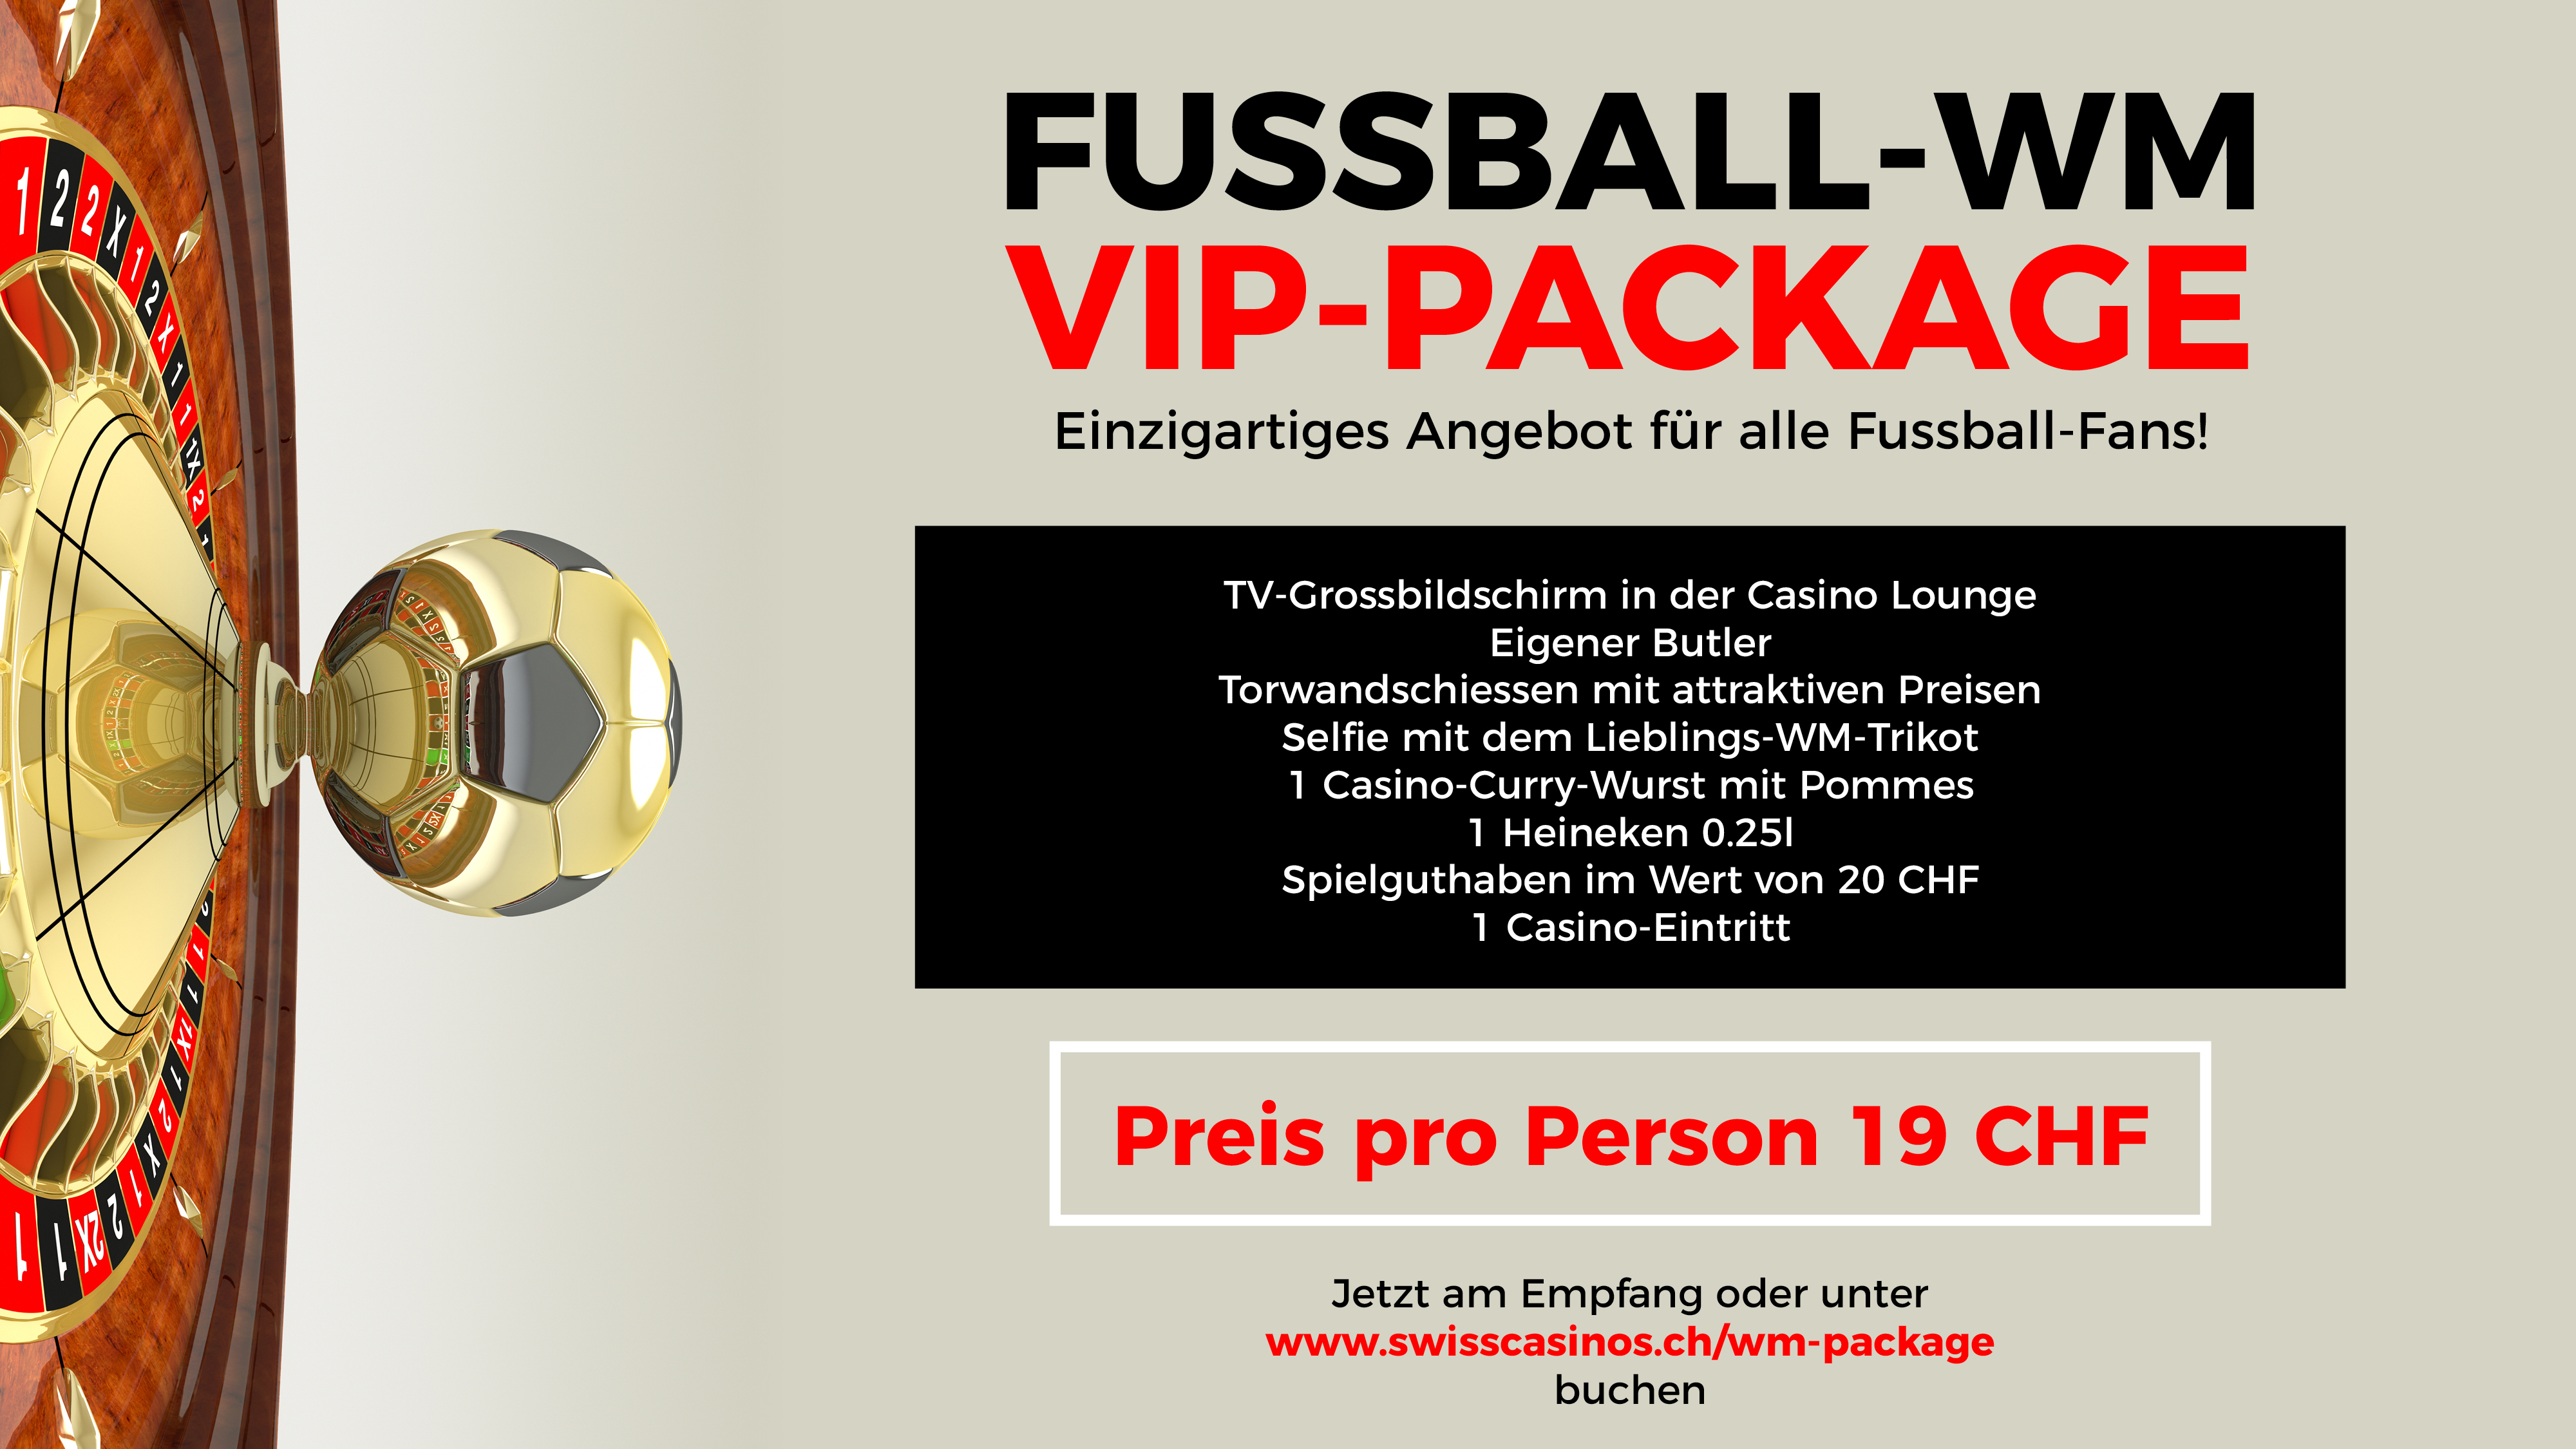 FUSSBALL-WM
VIP-PACKAGE
Einzigartiges Angebot für alle Fussball-Fans!
TV-Grossbildschirm in der Casino Lounge
Eigener Butler
Torwandschiessen mit attraktiven Preisen
Selfie mit dem Lieblings-WM-Trikot
1 Casino-Curry-Wurst mit Pommes
1 Heineken 0.25l
Spielguthaben im Wert von 20 CHF
1 Casino-Eintritt
Preis pro Person 19 CHF
Jetzt am Empfang oder unter
www.swisscasinos.ch/wm-package
buchen